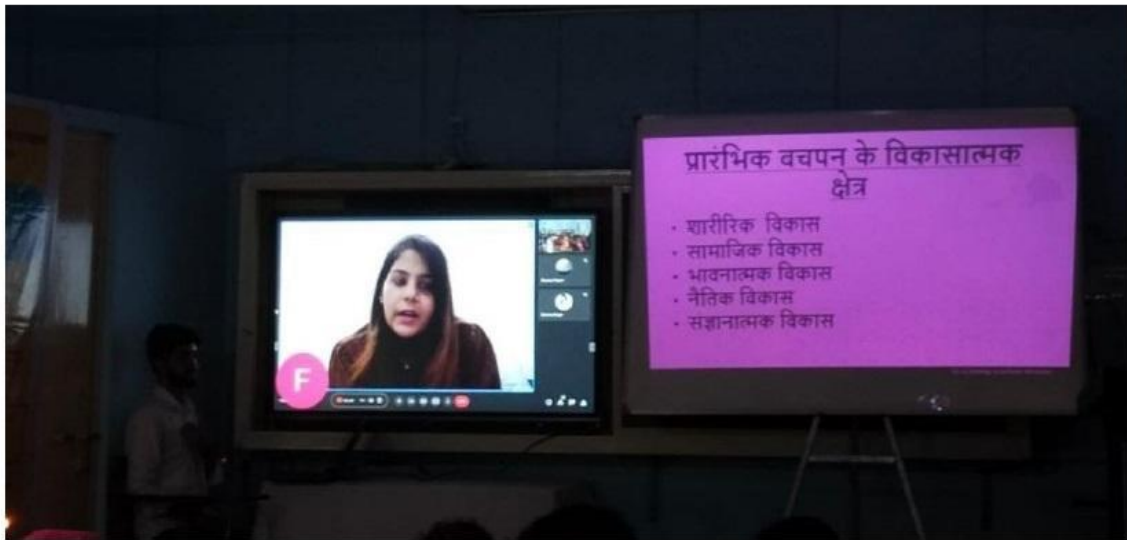 F
प्रारंभिक वचपन के विकासात्मक
क्षेत्र
• शारीरिक विकास
• सामाजिक विकास
• भावनात्मक विकास
• नैतिक विकास
• संज्ञानात्मक विकास